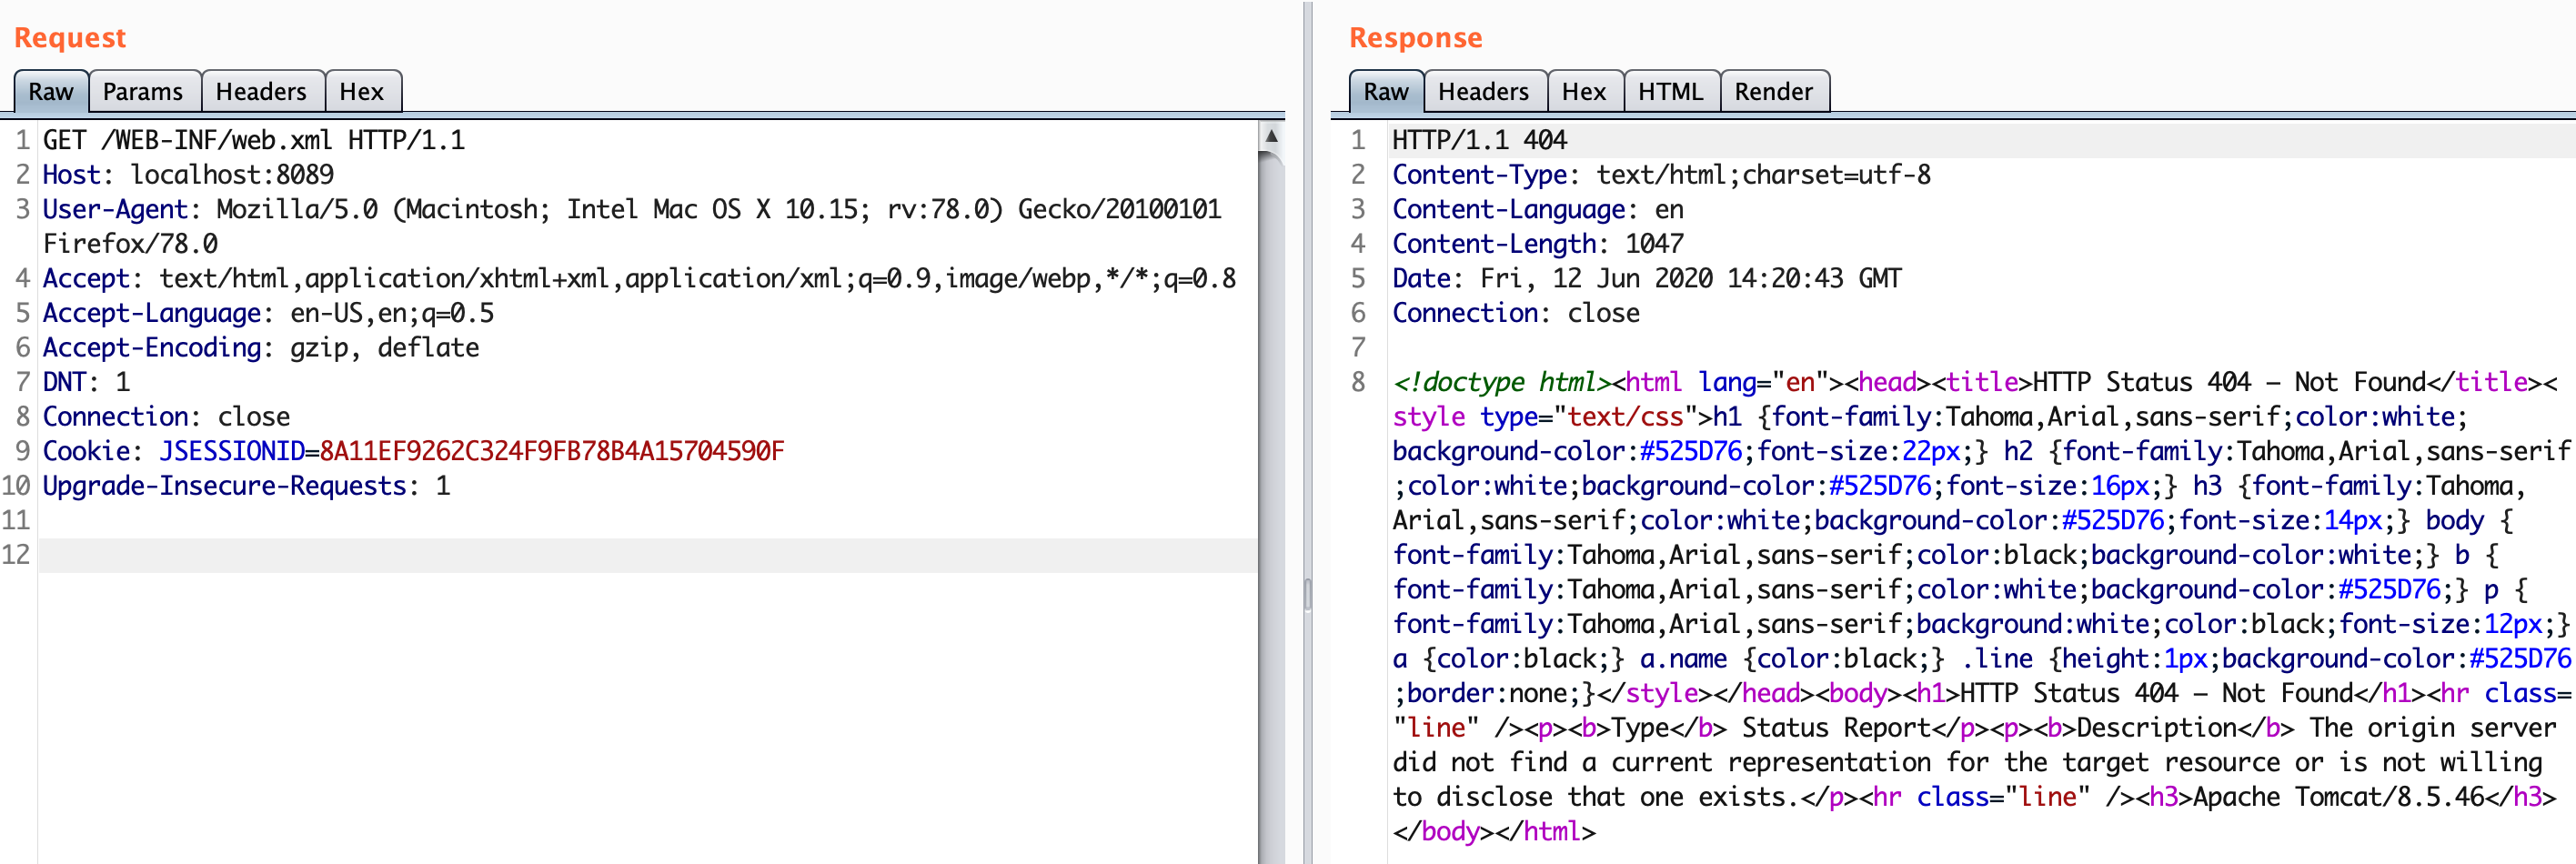 Request
Raw Params Headers Hex
1 GET /WEB-INF/web.xml HTTP/1.1
2 Host: localhost:8089
3 User-Agent: Mozilla/5.0 (Macintosh; Intel Mac OS X 10.15; rv:78.0) Gecko/20100101
Firefox/78.0
4 Accept: text/html,application/xhtml+xml,application/xml;q=0.9,image/webp,*/*;q=0.8
5 Accept-Language: en-US,en;q=0.5
6 Accept-Encoding: gzip, deflate
7 DNT: 1
8 Connection: close
9 Cookie: JSESSIONID=8A11EF9262C324F9FB78B4A15704590F
10 Upgrade-Insecure-Requests: 1
11
12
Response
Raw Headers Hex HTML Render
1 HTTP/1.1 404
2 Content-Type: text/html;charset=utf-8
3 Content-Language: en
4 Content-Length: 1047
5 Date: Fri, 12 Jun 2020 14:20:43 GMT
6 Connection: close
7
8 <!doctype html><html lang="en"><head><title>HTTP Status 404 – Not Found</title><
style type="text/css">h1 {font-family:Tahoma,Arial,sans-serif;color:white;
background-color:#525D76;font-size:22px;} h2 {font-family:Tahoma,Arial,sans-serif
;color:white;background-color:#525D76;font-size:16px;} h3 {font-family:Tahoma,
Arial,sans-serif;color:white;background-color:#525D76;font-size:14px;} body {
font-family:Tahoma,Arial,sans-serif;color:black;background-color:white;} b {
font-family:Tahoma,Arial,sans-serif;color:white;background-color:#525D76;} p {
font-family:Tahoma,Arial,sans-serif;background:white;color:black;font-size:12px;}
a {color:black;} a.name {color:black;} .line {height:1px;background-color:#525D76
;border:none;}</style></head><body><h1>HTTP Status 404 – Not Found</h1><hr class=
"line" /><p><b>Type</b> Status Report</p><p><b>Description</b> The origin server
did not find a current representation for the target resource or is not willing
to disclose that one exists.</p><hr class="line" /><h3>Apache Tomcat/8.5.46</h3>
</body></html>